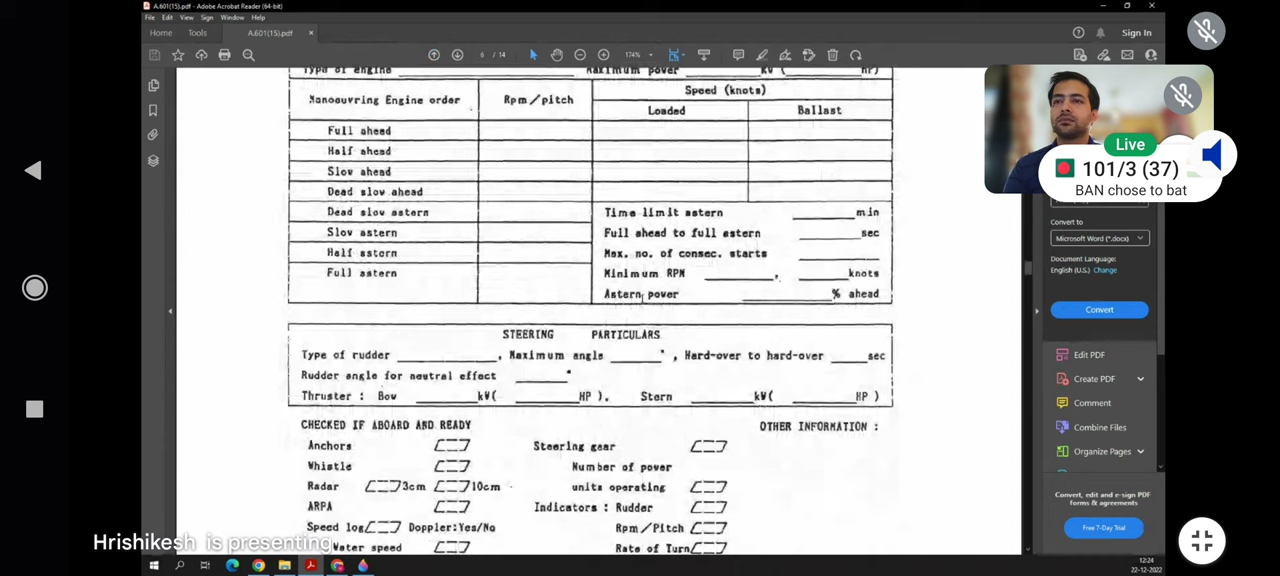 A.601(15).pdf - Adobe Acrobat Reader (64-bit)
File Edit View Sign Window Help
Home Tools A.601(15).pdf × Sign In
6 / 14 174%
Type of engine Maximum power kW ( hr)
Manoeuvring Engine order Rpm/pitch Speed (knots)
Loaded Ballast
Full ahead
Half ahead
Slow ahead
Dead slow ahead
Dead slow astern Time limit astern min
Slow astern Full ahead to full astern sec
Half astern Max. no. of consec. starts
Full astern Minimum RPM , knots
Astern power % ahead
STEERING PARTICULARS
Type of rudder , Maximum angle °, Hard-over to hard-over sec
Rudder angle for neutral effect °
Thruster : Bow kW( HP ). Stern kW( HP )
CHECKED IF ABOARD AND READY OTHER INFORMATION :
Anchors Steering gear
Whistle Number of power
Radar 3cm 10cm units operating
ARPA Indicators : Rudder
Speed log Doppler:Yes/No Rpm/Pitch
Water speed Rate of Turn
Live
101/3 (37)
BAN chose to bat
Convert to
Microsoft Word (*.docx)
Document Language:
English (U.S.) Change
Convert
Edit PDF
Create PDF
Comment
Combine Files
Organize Pages
Convert, edit and e-sign PDF
forms & agreements
Free 7-Day Trial
Hrishikesh is presenting
12:24
22-12-2022